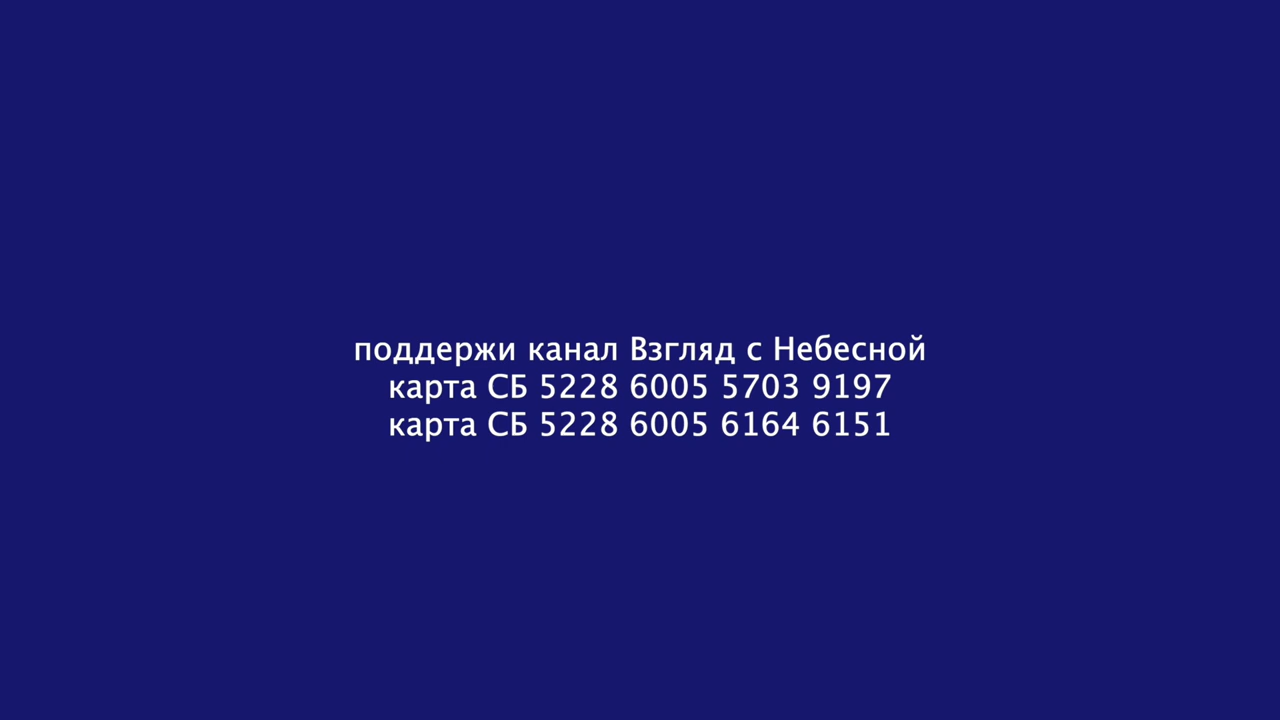 поддержи канал Взгляд с Небесной
карта СБ 5228 6005 5703 9197
карта СБ 5228 6005 6164 6151